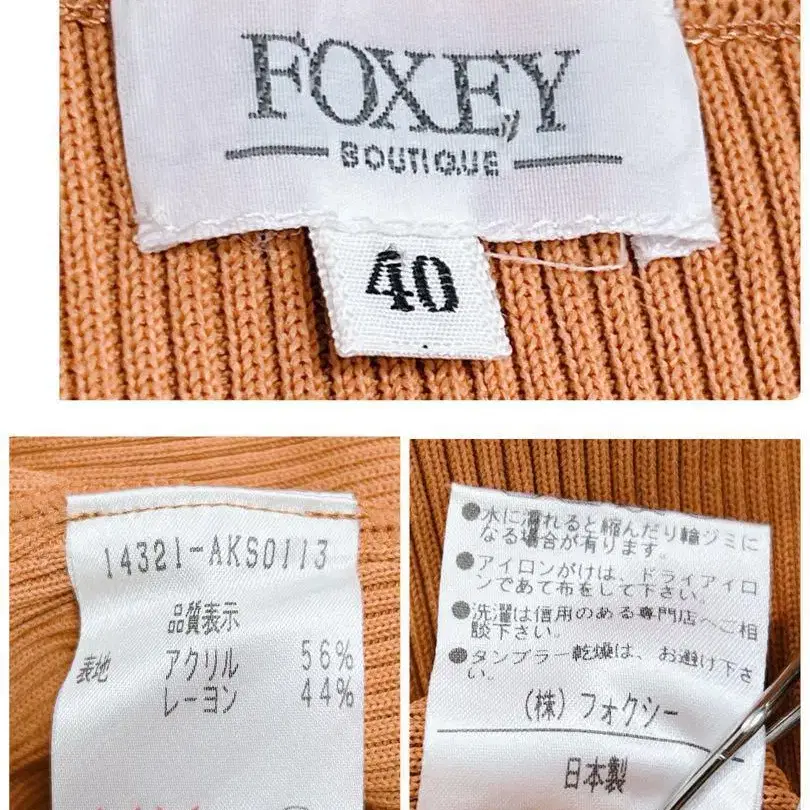 FOXEY
BOUTIQUE
40
14321-AKS0113
品質表示
表地 アクリル 56%
レーヨン 44%
●水に濡れると縮んだり輪ジミに
なる場合が有ります。
●アイロンがけは、ドライアイロ
ンであて布をして下さい。
●洗濯は信用のある専門店へご相
談下さい。
●タンブラー乾燥は、お避け下さ
い。
(株)フォクシー
日本製